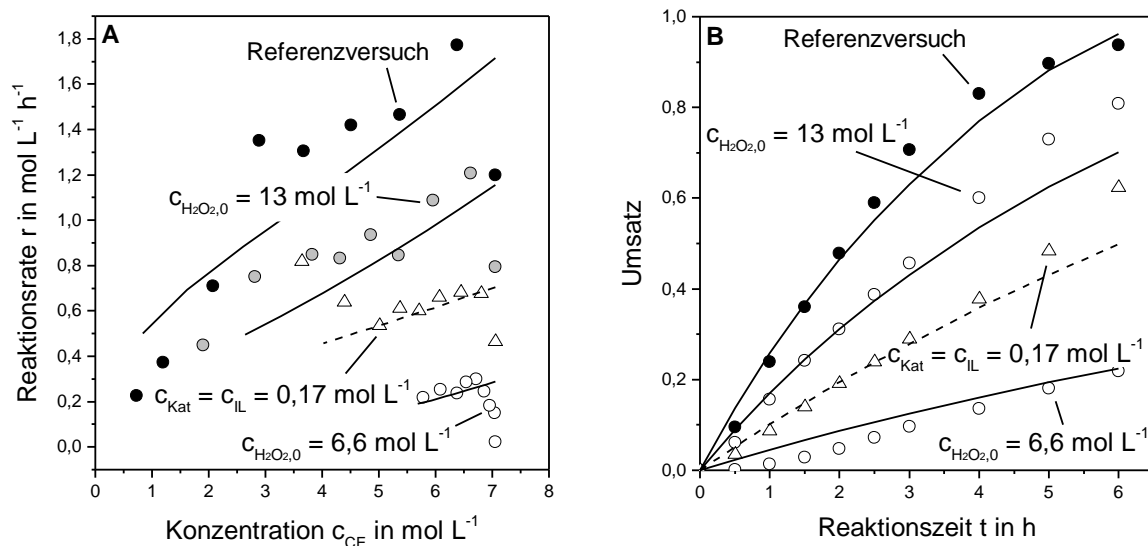 A
Reaktionsrate r in mol L⁻¹ h⁻¹
1,8
1,6
1,4
1,2
1,0
0,8
0,6
0,4
0,2
0,0
Referenzversuch
c_H₂O₂,0 = 13 mol L⁻¹
c_Kat = c_IL = 0,17 mol L⁻¹
c_H₂O₂,0 = 6,6 mol L⁻¹
0 1 2 3 4 5 6 7 8
Konzentration c_CE in mol L⁻¹
B
Umsatz
1,0
0,8
0,6
0,4
0,2
0,0
Referenzversuch
c_H₂O₂,0 = 13 mol L⁻¹
c_Kat = c_IL = 0,17 mol L⁻¹
c_H₂O₂,0 = 6,6 mol L⁻¹
0 1 2 3 4 5 6
Reaktionszeit t in h